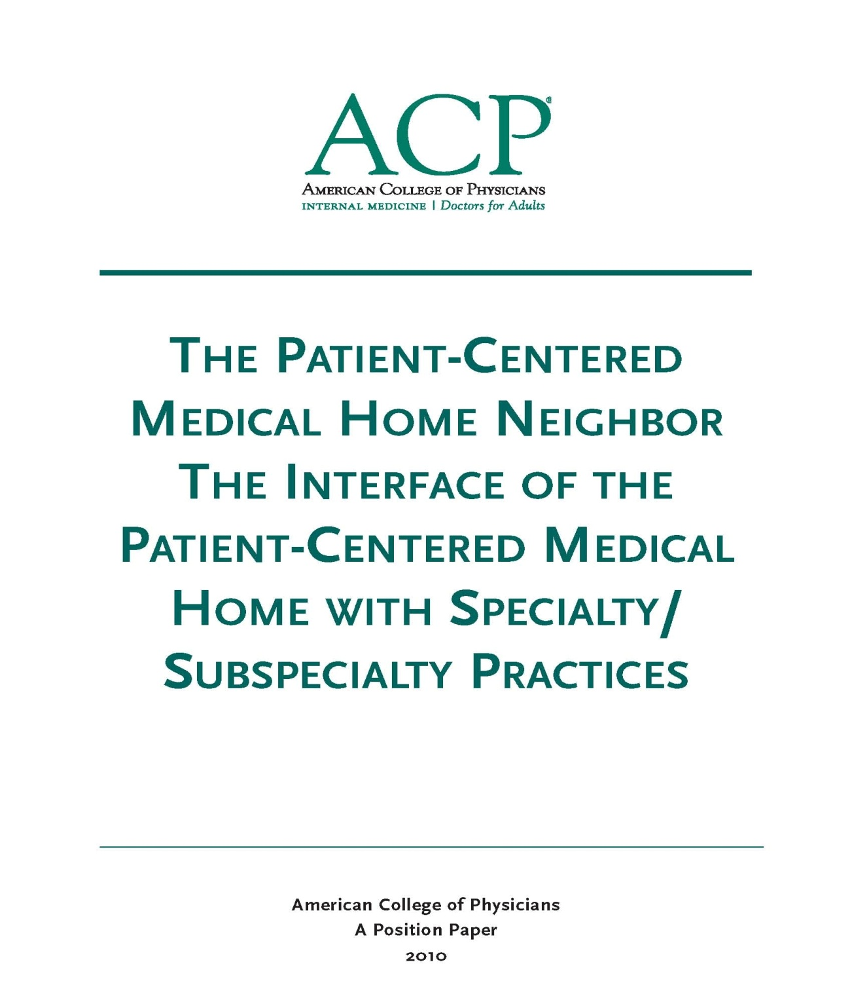 ACP®
American College of Physicians
INTERNAL MEDICINE | Doctors for Adults
The Patient-Centered
Medical Home Neighbor
The Interface of the
Patient-Centered Medical
Home with Specialty/
Subspecialty Practices
American College of Physicians
A Position Paper
2010